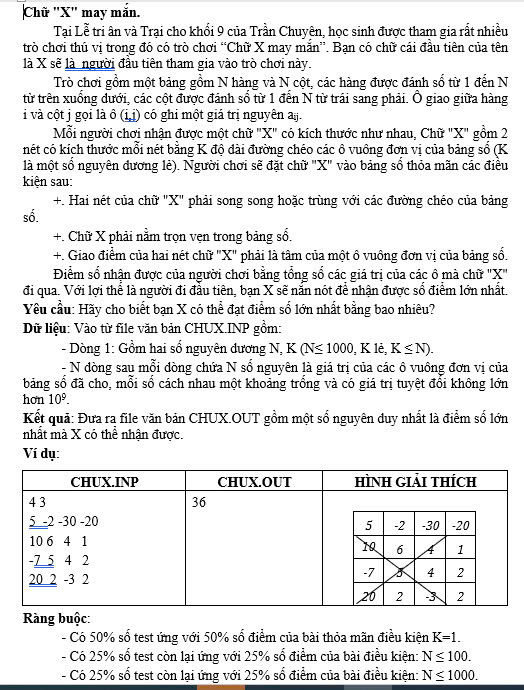 Chữ "X" may mắn.
Tại Lễ tri ân và Trại cho khối 9 của Trần Chuyên, học sinh được tham gia rất nhiều
trò chơi thú vị trong đó có trò chơi “Chữ X may mắn”. Bạn có chữ cái đầu tiên của tên
là X sẽ là người đầu tiên tham gia vào trò chơi này.
Trò chơi gồm một bảng gồm N hàng và N cột, các hàng được đánh số từ 1 đến N
từ trên xuống dưới, các cột được đánh số từ 1 đến N từ trái sang phải. Ô giao giữa hàng
i và cột j gọi là ô (i,j) có ghi một giá trị nguyên aij.
Mỗi người chơi nhận được một chữ "X" có kích thước như nhau, Chữ "X" gồm 2
nét có kích thước mỗi nét bằng K độ dài đường chéo các ô vuông đơn vị của bảng số (K
là một số nguyên dương lẻ). Người chơi sẽ đặt chữ "X" vào bảng số thỏa mãn các điều
kiện sau:
+. Hai nét của chữ "X" phải song song hoặc trùng với các đường chéo của bảng
số.
+. Chữ X phải nằm trọn vẹn trong bảng số.
+. Giao điểm của hai nét chữ "X" phải là tâm của một ô vuông đơn vị của bảng số.
Điểm số nhận được của người chơi bằng tổng số các giá trị của các ô mà chữ "X"
đi qua. Với lợi thế là người đi đầu tiên, bạn X sẽ nắn nót để nhận được số điểm lớn nhất.
Yêu cầu: Hãy cho biết bạn X có thể đạt điểm số lớn nhất bằng bao nhiêu?
Dữ liệu: Vào từ file văn bản CHUX.INP gồm:
- Dòng 1: Gồm hai số nguyên dương N, K (N≤ 1000, K lẻ, K ≤ N).
- N dòng sau mỗi dòng chứa N số nguyên là giá trị của các ô vuông đơn vị của
bảng số đã cho, mỗi số cách nhau một khoảng trống và có giá trị tuyệt đối không lớn
hơn 10⁹.
Kết quả: Đưa ra file văn bản CHUX.OUT gồm một số nguyên duy nhất là điểm số lớn
nhất mà X có thể nhận được.
Ví dụ:
CHUX.INP CHUX.OUT HÌNH GIẢI THÍCH
4 3
5 -2 -30 -20
10 6 4 1
-7 5 4 2
20 2 -3 2
36
5 -2 -30 -20
10 6 4 1
-7 5 4 2
20 2 -3 2
Ràng buộc:
- Có 50% số test ứng với 50% số điểm của bài thỏa mãn điều kiện K=1.
- Có 25% số test còn lại ứng với 25% số điểm của bài điều kiện: N ≤ 100.
- Có 25% số test còn lại ứng với 25% số điểm của bài điều kiện: N ≤ 1000.